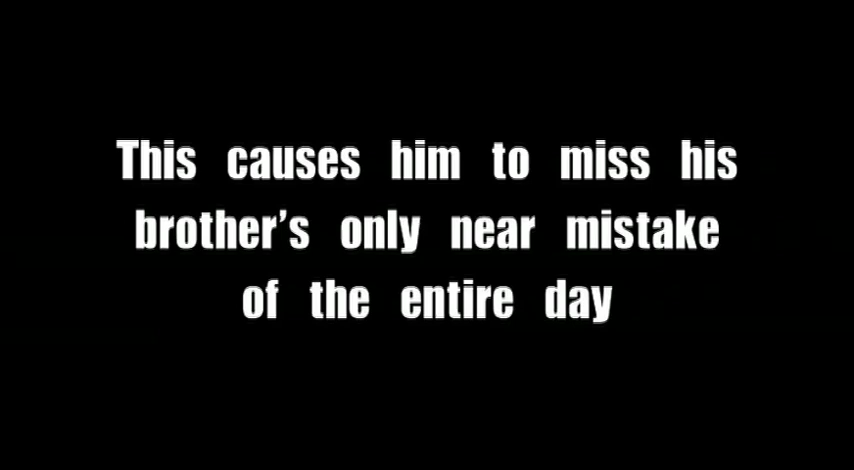 This causes him to miss his
brother’s only near mistake
of the entire day